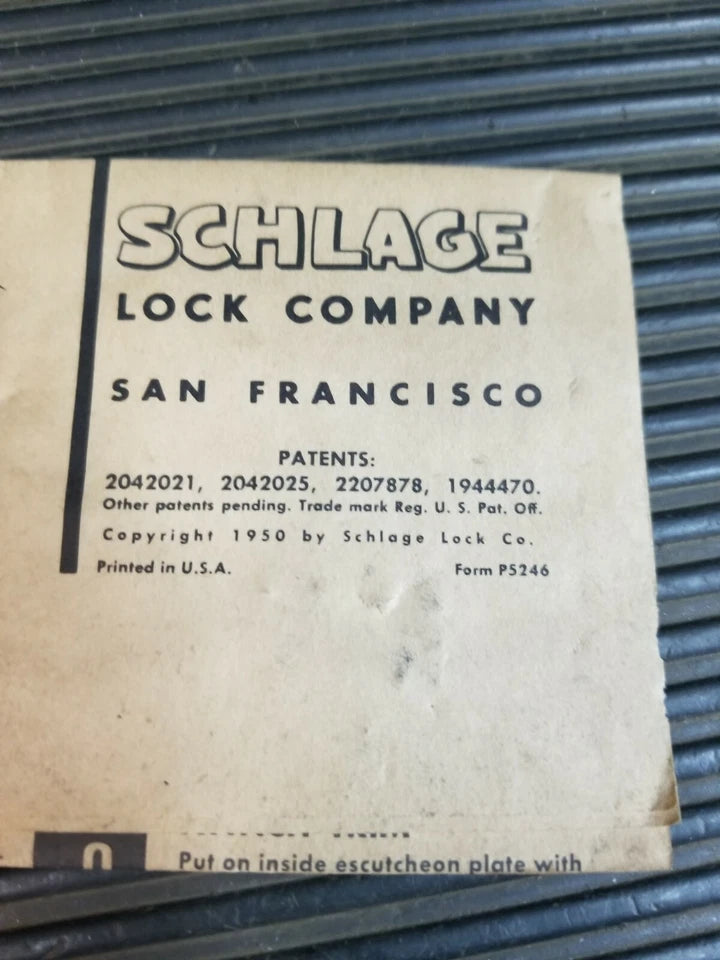 SCHLAGE
LOCK COMPANY
SAN FRANCISCO
PATENTS:
2042021, 2042025, 2207878, 1944470.
Other patents pending. Trade mark Reg. U. S. Pat. Off.
Copyright 1950 by Schlage Lock Co.
Printed in U.S.A. Form P5246
Put on inside escutcheon plate with